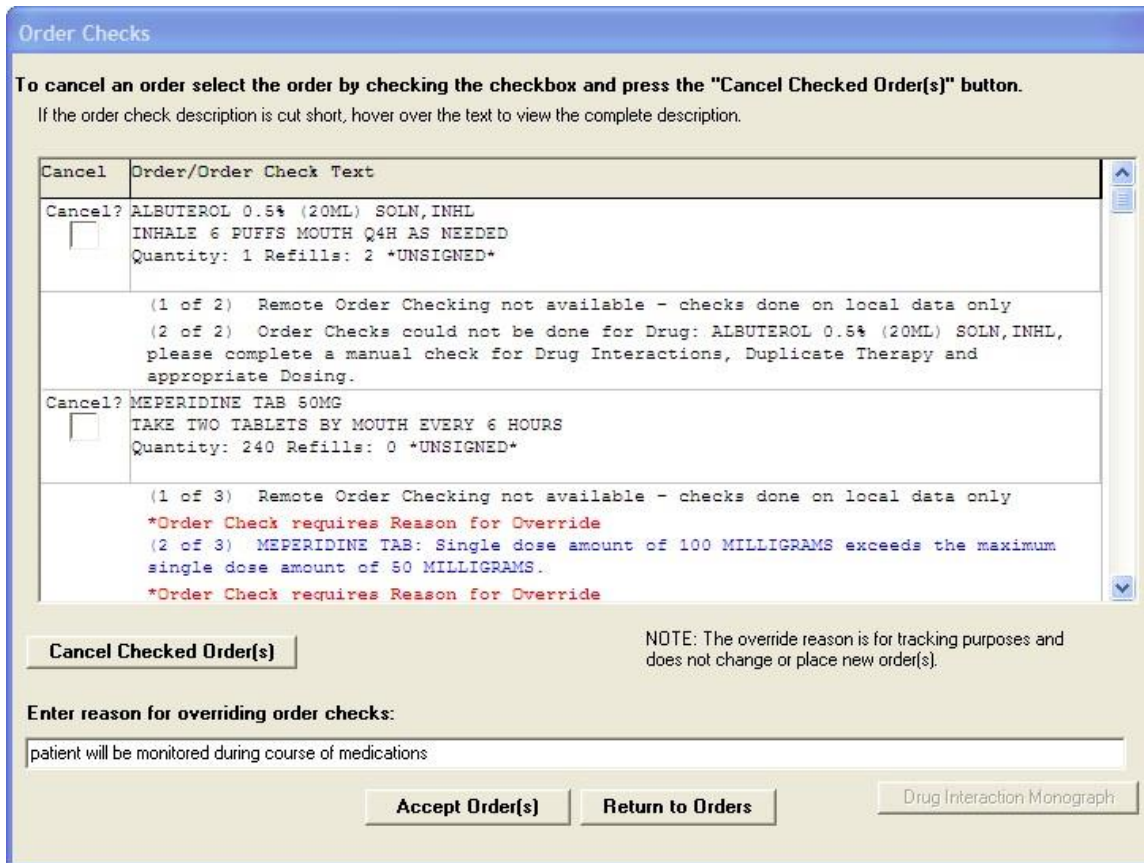 Order Checks
To cancel an order select the order by checking the checkbox and press the "Cancel Checked Order(s)" button.
If the order check description is cut short, hover over the text to view the complete description.
Cancel Order/Order Check Text
Cancel? ALBUTEROL 0.5% (20ML) SOLN,INHL
INHALE 6 PUFFS MOUTH Q4H AS NEEDED
Quantity: 1 Refills: 2 *UNSIGNED*
(1 of 2) Remote Order Checking not available - checks done on local data only
(2 of 2) Order Checks could not be done for Drug: ALBUTEROL 0.5% (20ML) SOLN,INHL,
please complete a manual check for Drug Interactions, Duplicate Therapy and
appropriate Dosing.
Cancel? MEPERIDINE TAB 50MG
TAKE TWO TABLETS BY MOUTH EVERY 6 HOURS
Quantity: 240 Refills: 0 *UNSIGNED*
(1 of 3) Remote Order Checking not available - checks done on local data only
*Order Check requires Reason for Override
(2 of 3) MEPERIDINE TAB: Single dose amount of 100 MILLIGRAMS exceeds the maximum
single dose amount of 50 MILLIGRAMS.
*Order Check requires Reason for Override
Cancel Checked Order(s)
NOTE: The override reason is for tracking purposes and
does not change or place new order(s).
Enter reason for overriding order checks:
patient will be monitored during course of medications
Accept Order(s)
Return to Orders
Drug Interaction Monograph